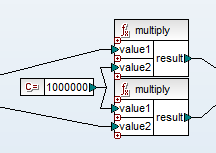 multiply
value1
value2
result
C= 1000000
multiply
value1
value2
result